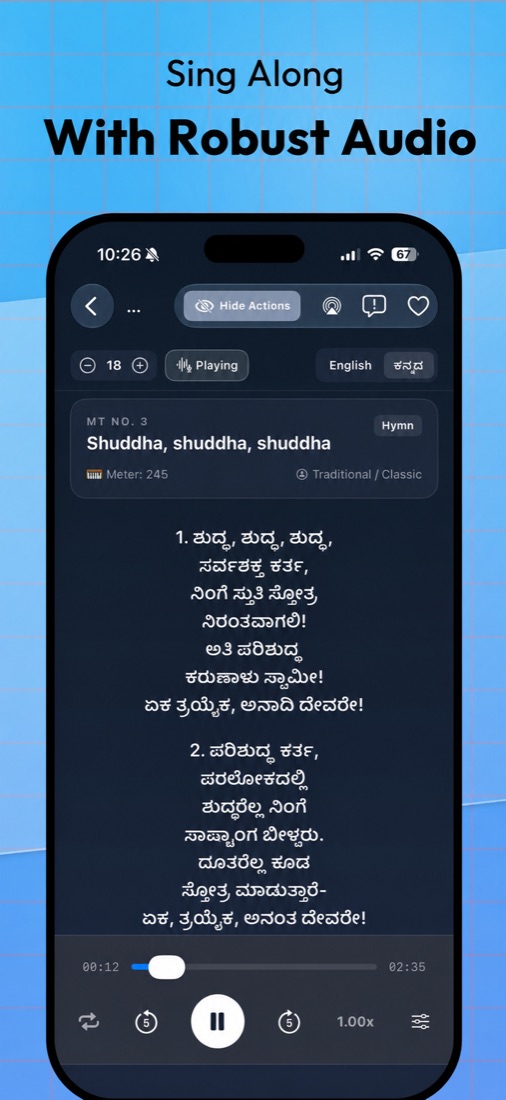 Sing Along
With Robust Audio
10:26
67
...
Hide Actions
18
Playing
English
ಕನ್ನಡ
MT NO. 3
Hymn
Shuddha, shuddha, shuddha
Meter: 245
Traditional / Classic
1. ಶುದ್ಧ, ಶುದ್ಧ, ಶುದ್ಧ,
ಸರ್ವಶಕ್ತ ಕರ್ತ,
ನಿಂಗೆ ಸ್ತುತಿ ಸ್ತೋತ್ರ
ನಿರಂತವಾಗಲಿ!
ಅತಿ ಪರಿಶುದ್ಧ
ಕರುಣಾಳು ಸ್ವಾಮೀ!
ಏಕ ತ್ರಯ್ಯೆಕ, ಅನಾದಿ ದೇವರೇ!
2. ಪರಿಶುದ್ಧ ಕರ್ತ,
ಪರಲೋಕದಲ್ಲಿ
ಶುದ್ಧರೆಲ್ಲ ನಿಂಗೆ
ಸಾಷ್ಟಾಂಗ ಬೀಳ್ವರು.
ದೂತರೆಲ್ಲ ಕೂಡ
ಸ್ತೋತ್ರ ಮಾಡುತ್ತಾರೆ-
ಏಕ, ತ್ರಯ್ಯೆಕ, ಅನಂತ ದೇವರೇ!
00:12
02:35
5
5
1.00x